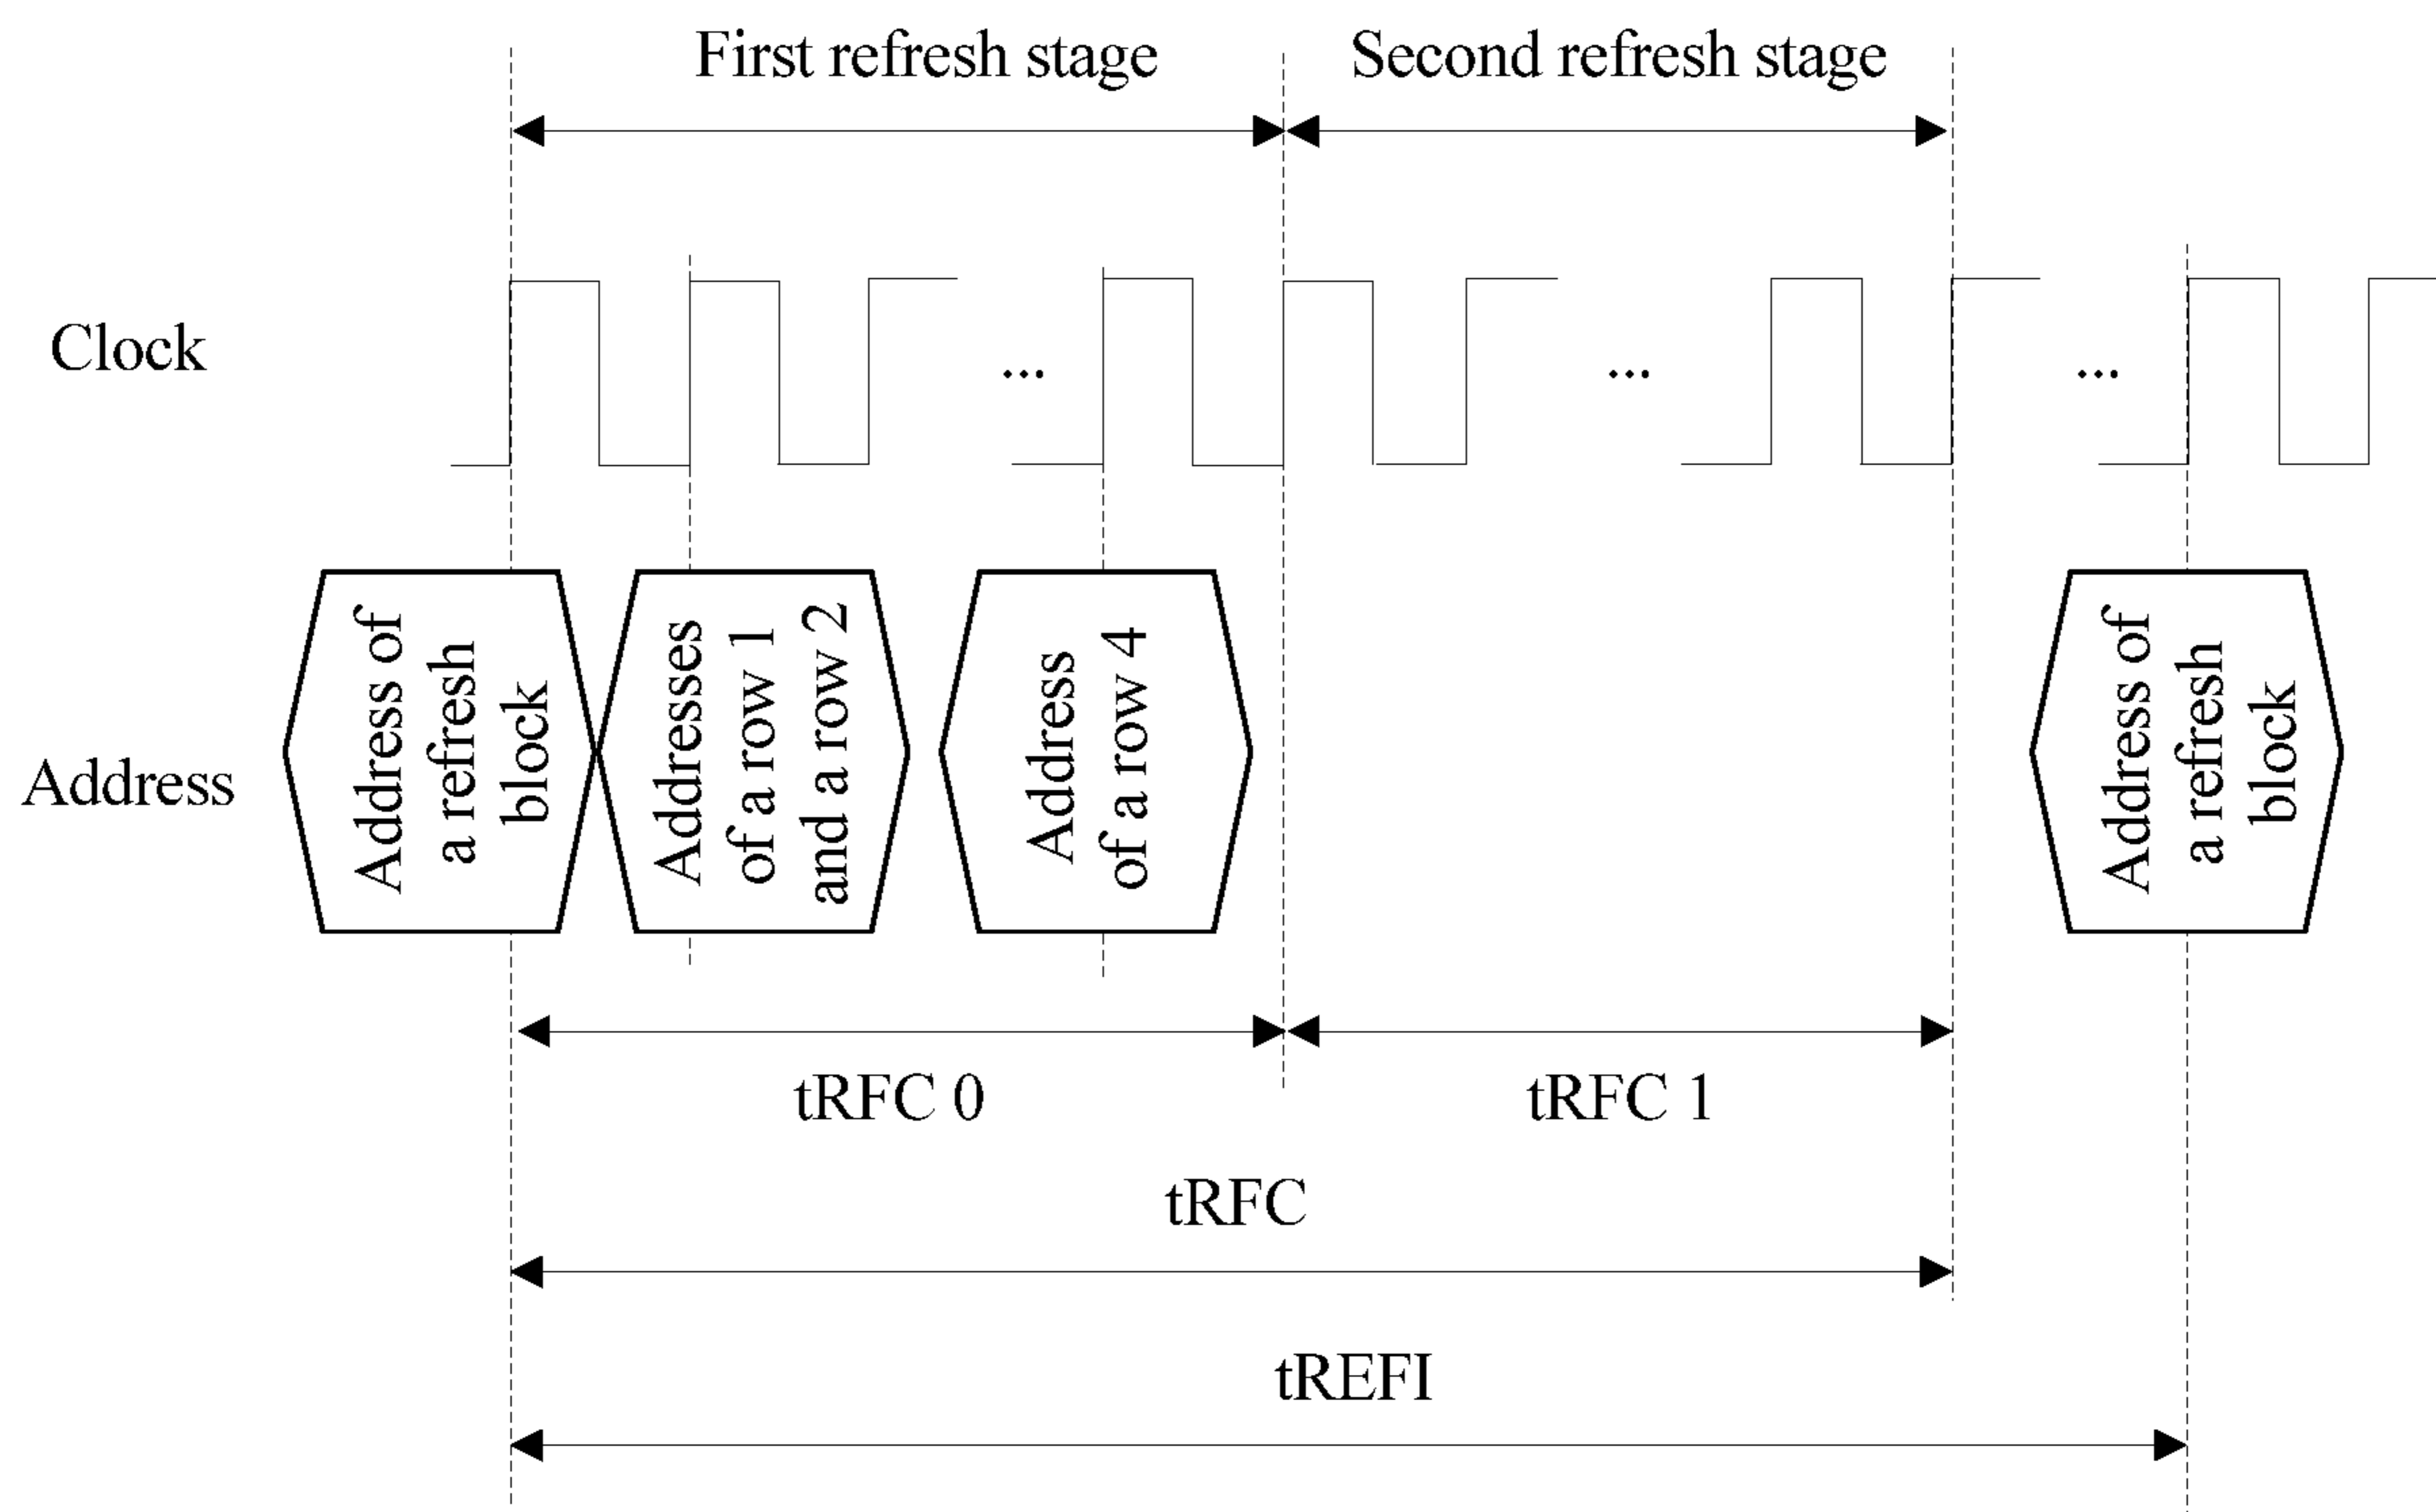 First refresh stage
Second refresh stage
Clock
...
...
...
Address
Address of
a refresh
block
Addresses
of a row 1
and a row 2
Address
of a row 4
Address of
a refresh
block
tRFC 0
tRFC 1
tRFC
tREFI